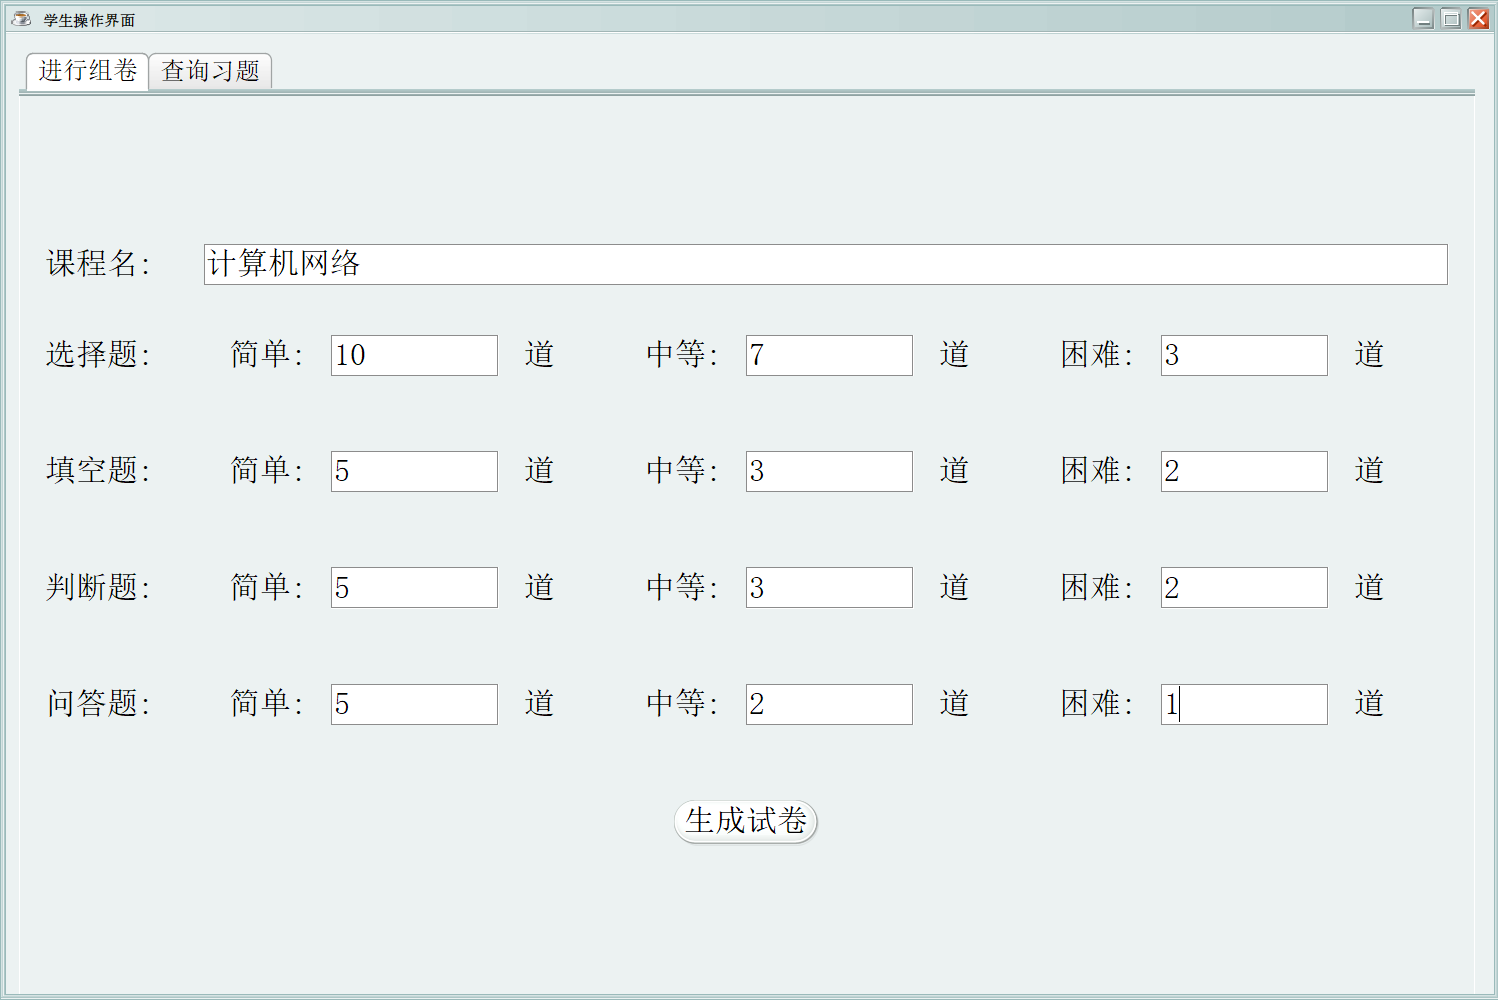 学生操作界面
进行组卷 查询习题
课程名: 计算机网络
选择题: 简单: 10 道 中等: 7 道 困难: 3 道
填空题: 简单: 5 道 中等: 3 道 困难: 2 道
判断题: 简单: 5 道 中等: 3 道 困难: 2 道
问答题: 简单: 5 道 中等: 2 道 困难: 1 道
生成试卷